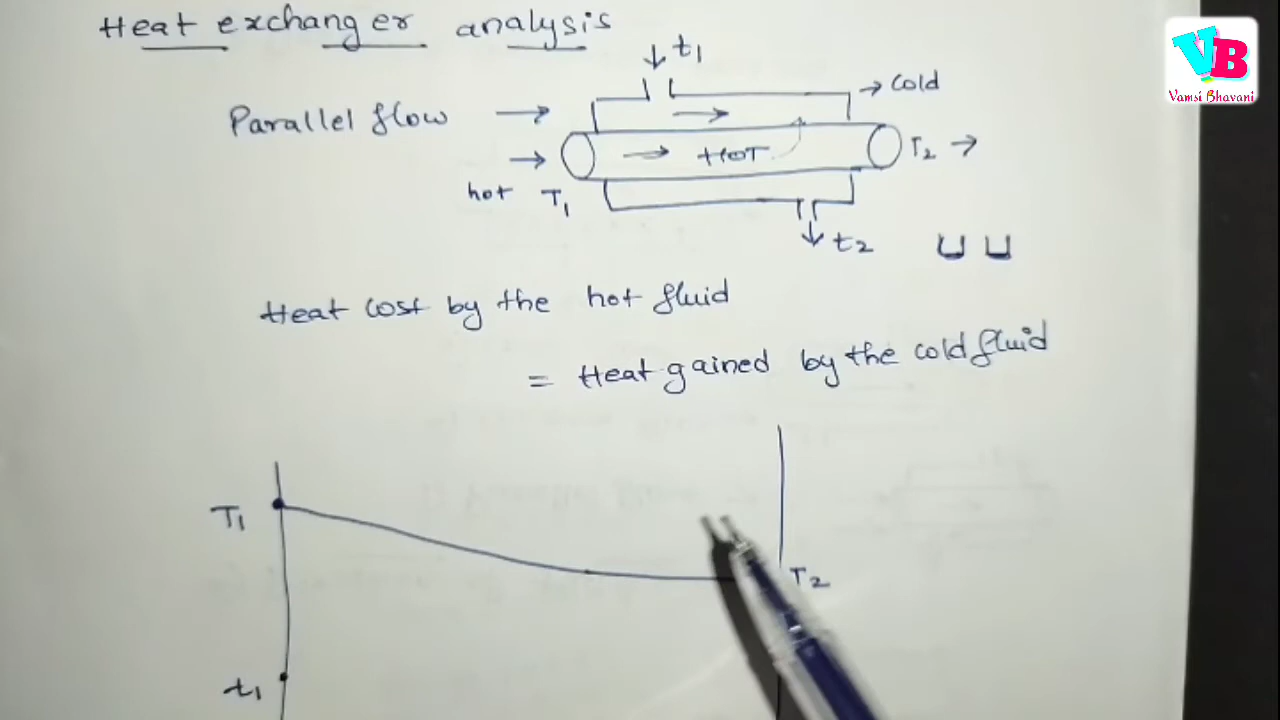 Heat exchanger analysis
VB
Vamsi Bhavani
t1
→ cold
Parallel flow →
→ HOT
T2 →
hot T1
t2
Heat lost by the hot fluid
= Heat gained by the cold fluid
T1
T2
t1